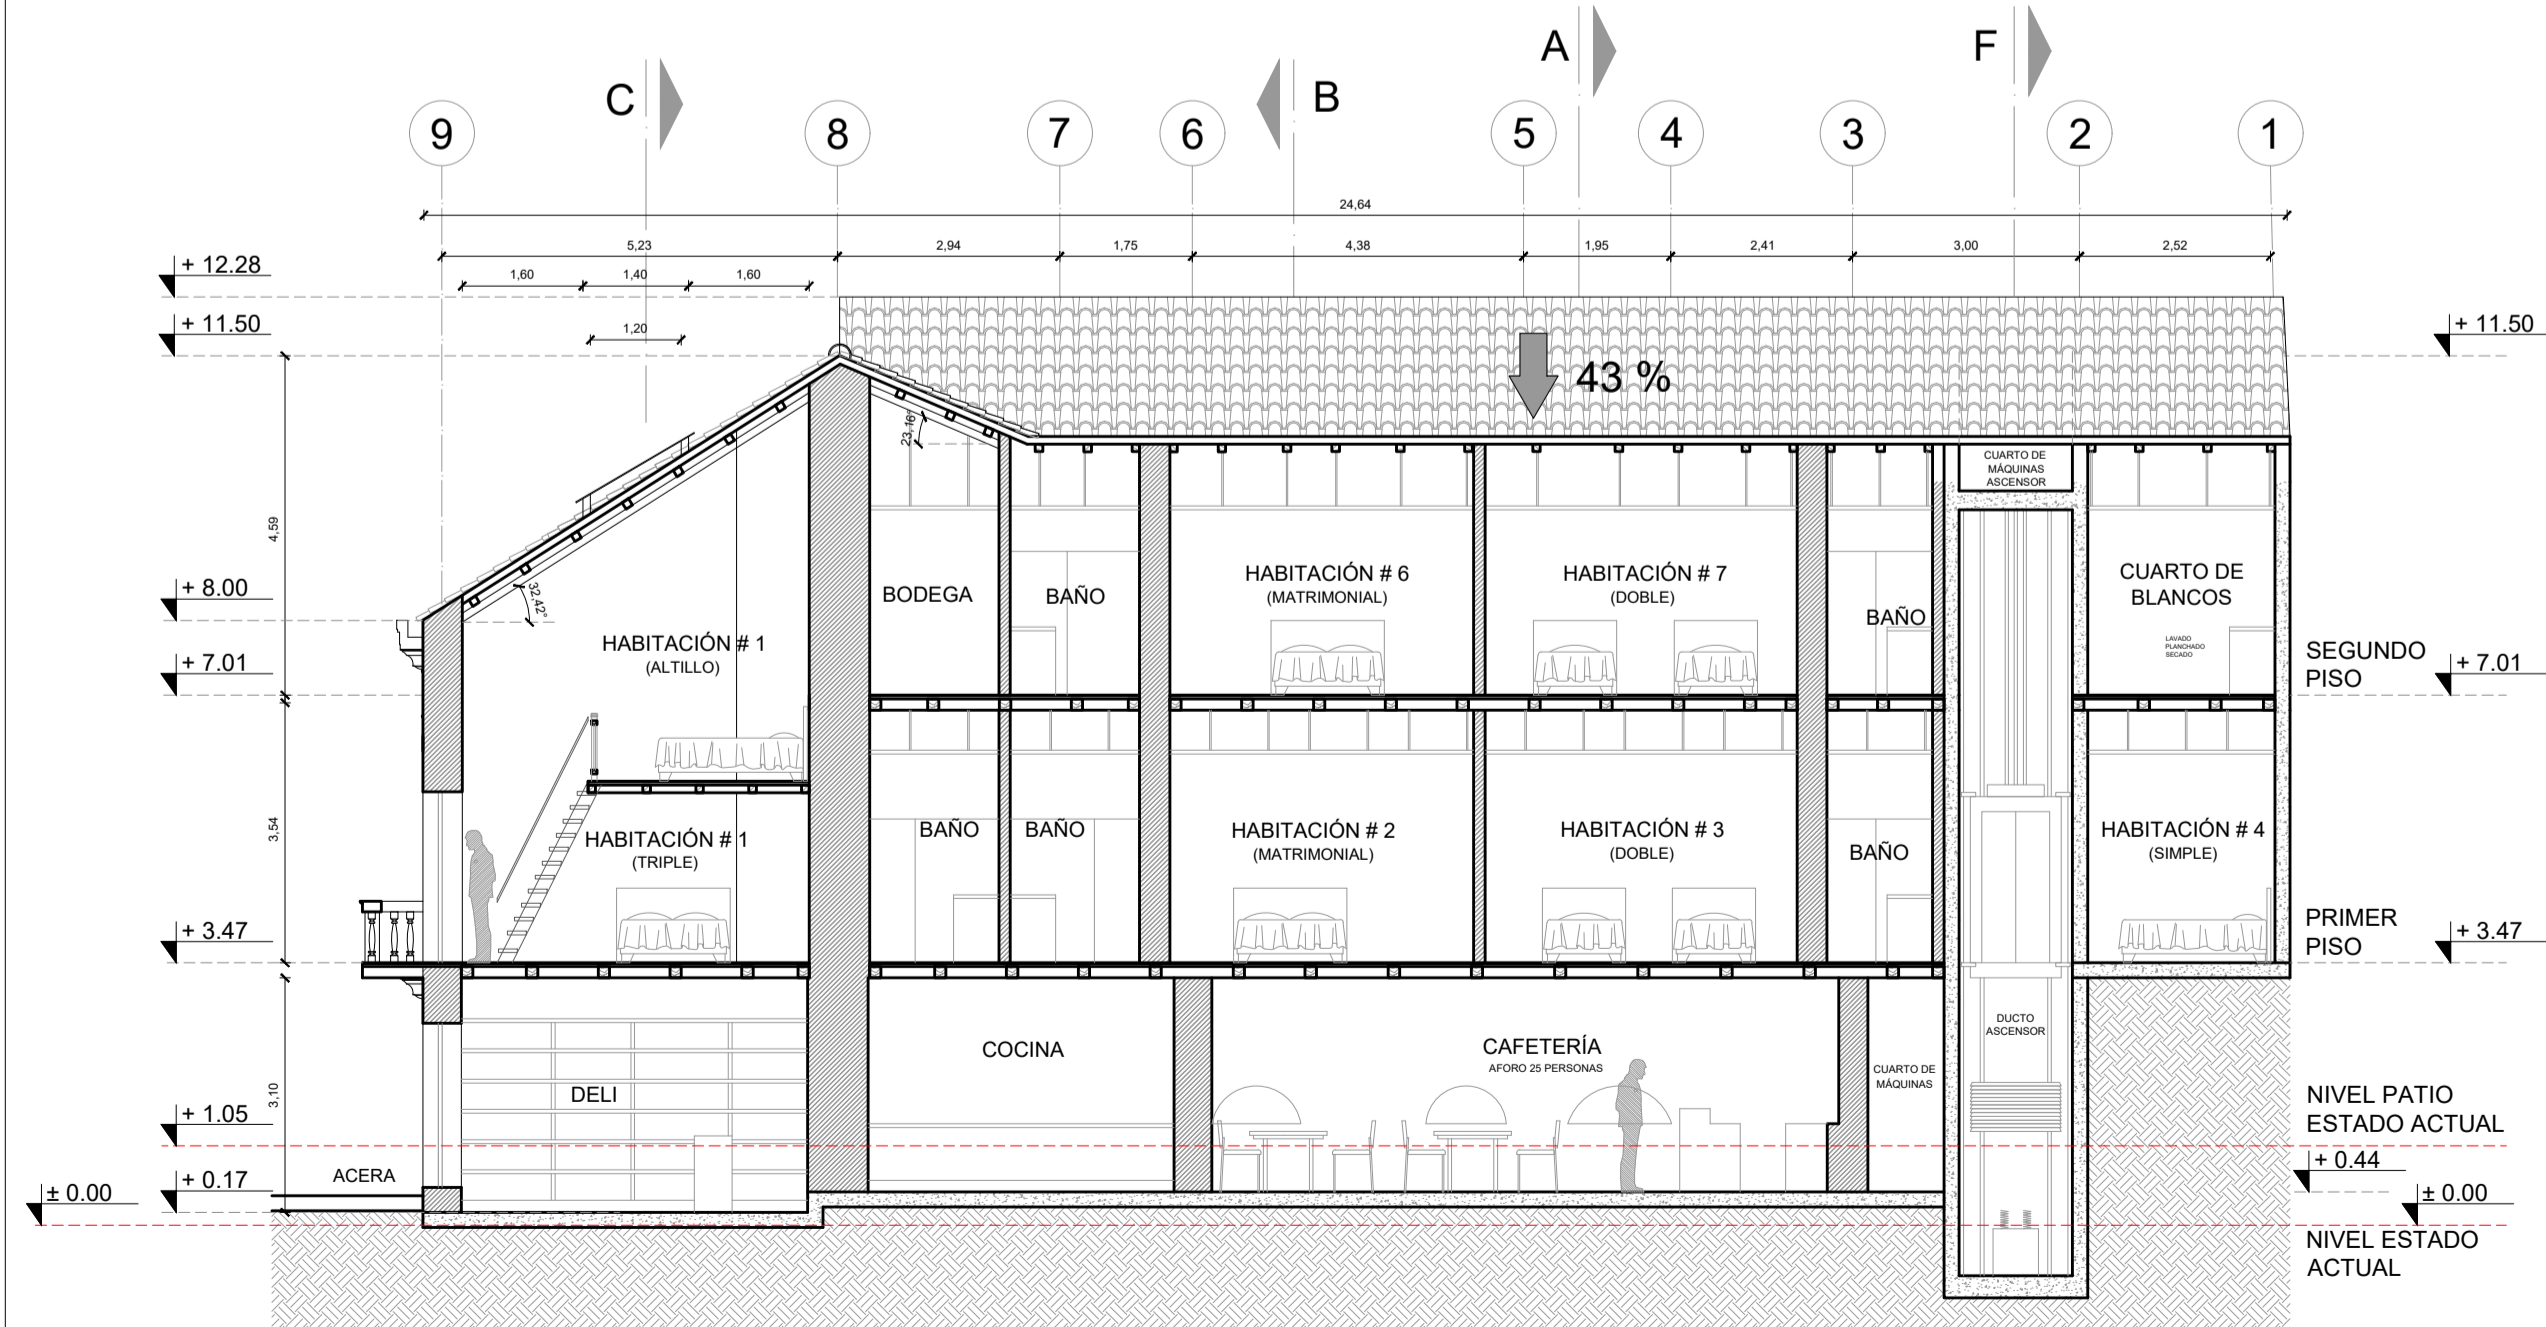 A
F
C
B
9
8
7
6
5
4
3
2
1
24,64
5,23
2,94
1,75
4,38
1,95
2,41
3,00
2,52
+ 12.28
1,60
1,40
1,60
+ 11.50
1,20
+ 11.50
43 %
23,16°
CUARTO DE
MÁQUINAS
ASCENSOR
4,59
+ 8.00
32.42°
HABITACIÓN # 1
(ALTILLO)
BODEGA
BAÑO
HABITACIÓN # 6
(MATRIMONIAL)
HABITACIÓN # 7
(DOBLE)
BAÑO
CUARTO DE
BLANCOS
LAVADO
PLANCHADO
SECADO
SEGUNDO
PISO
+ 7.01
+ 7.01
3,54
HABITACIÓN # 1
(TRIPLE)
BAÑO
BAÑO
HABITACIÓN # 2
(MATRIMONIAL)
HABITACIÓN # 3
(DOBLE)
BAÑO
HABITACIÓN # 4
(SIMPLE)
+ 3.47
PRIMER
PISO
+ 3.47
3,10
DELI
COCINA
CAFETERÍA
AFORO 25 PERSONAS
CUARTO DE
MÁQUINAS
DUCTO
ASCENSOR
+ 1.05
NIVEL PATIO
ESTADO ACTUAL
ACERA
+ 0.17
+ 0.44
± 0.00
± 0.00
NIVEL ESTADO
ACTUAL